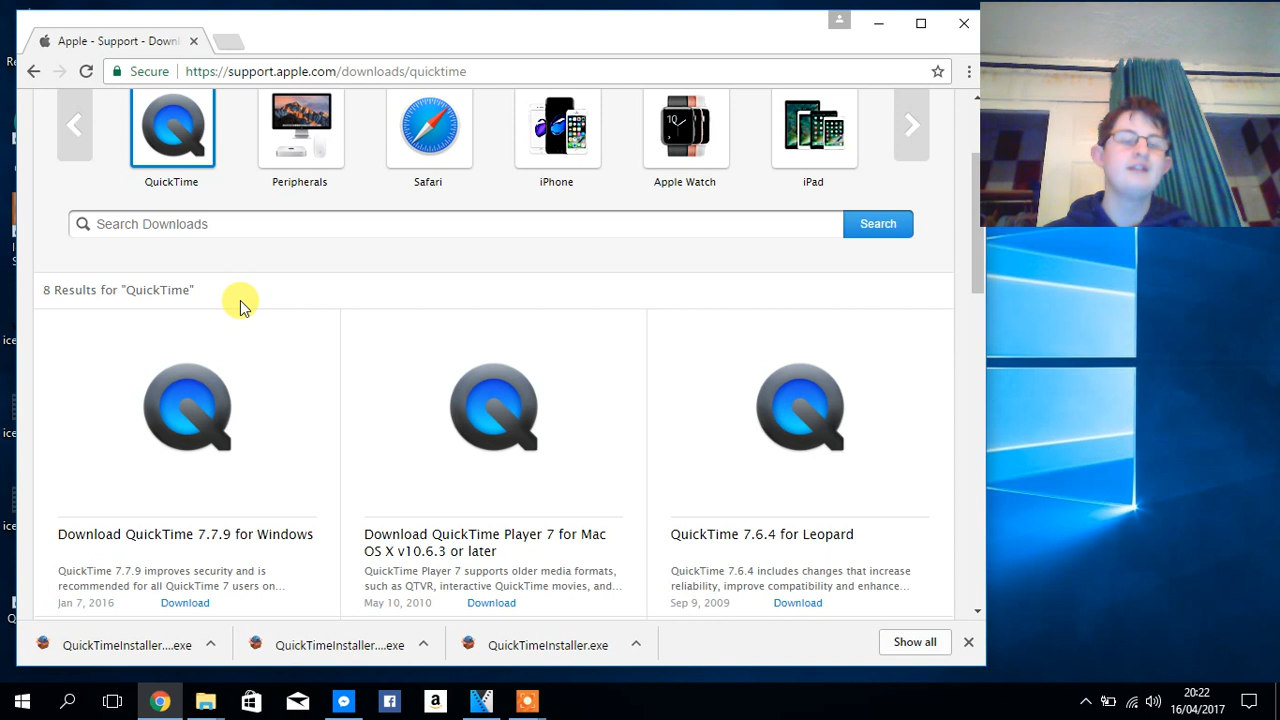 Apple - Support - Downl
Secure
https://support.apple.com/downloads/quicktime
QuickTime
Peripherals
Safari
iPhone
Apple Watch
iPad
Search Downloads
Search
8 Results for "QuickTime"
Download QuickTime 7.7.9 for Windows
QuickTime 7.7.9 improves security and is
recommended for all QuickTime 7 users on...
Jan 7, 2016 Download
Download QuickTime Player 7 for Mac
OS X v10.6.3 or later
QuickTime Player 7 supports older media formats,
such as QTVR, interactive QuickTime movies, and...
May 10, 2010 Download
QuickTime 7.6.4 for Leopard
QuickTime 7.6.4 includes changes that increase
reliability, improve compatibility and enhance...
Sep 9, 2009 Download
QuickTimeInstaller....exe
QuickTimeInstaller....exe
QuickTimeInstaller.exe
Show all
20:22
16/04/2017